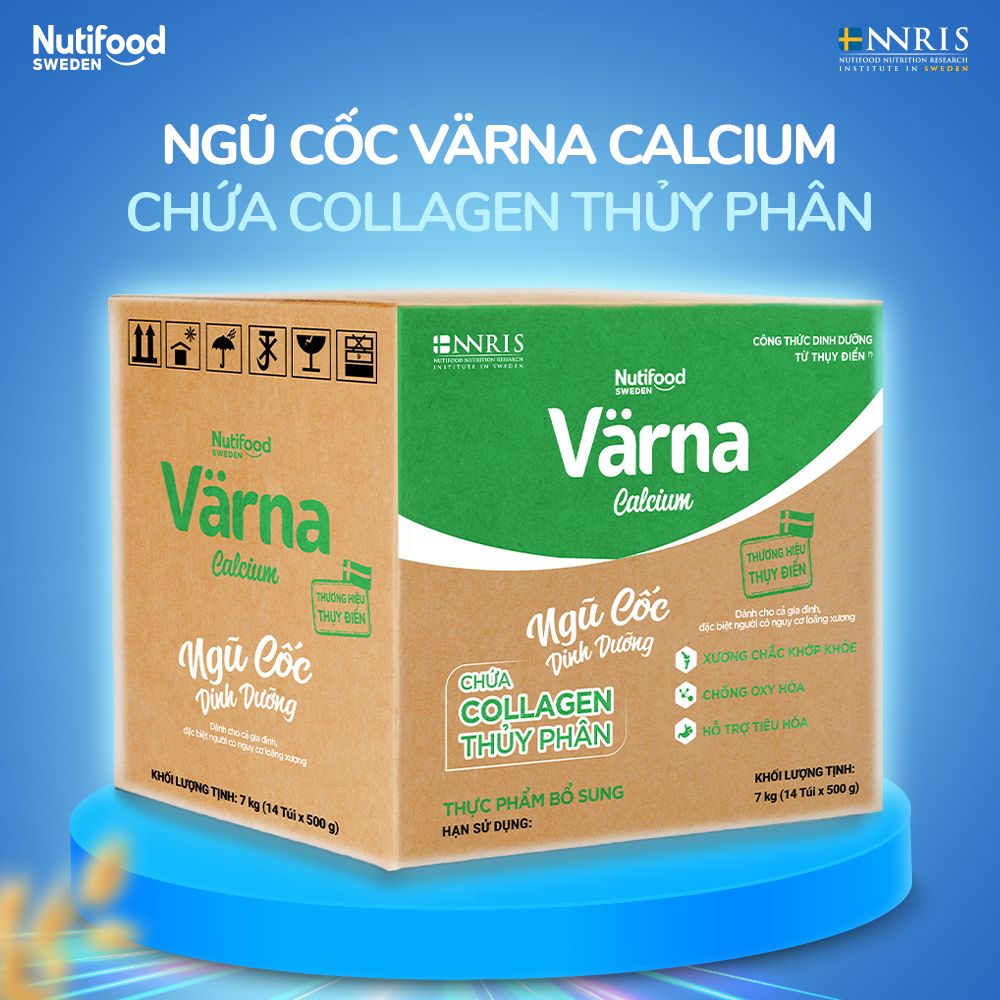 Nutifood
SWEDEN
NNRIS
NUTIFOOD NUTRITION RESEARCH
INSTITUTE IN SWEDEN
NGŨ CỐC VÄRNA CALCIUM
CHỨA COLLAGEN THỦY PHÂN
Nutifood
SWEDEN
Värna
Calcium
THƯƠNG HIỆU
THỤY ĐIỂN
Ngũ Cốc
Dinh Dưỡng
Dành cho cả gia đình,
đặc biệt người có nguy cơ loãng xương
KHỐI LƯỢNG TỊNH: 7 kg (14 Túi x 500 g)
NNRIS
NUTIFOOD NUTRITION RESEARCH
INSTITUTE IN SWEDEN
CÔNG THỨC DINH DƯỠNG
TỪ THỤY ĐIỂN (*)
Nutifood
SWEDEN
Värna
Calcium
THƯƠNG HIỆU
THỤY ĐIỂN
Ngũ Cốc
Dinh Dưỡng
Dành cho cả gia đình,
đặc biệt người có nguy cơ loãng xương
CHỨA
COLLAGEN
THỦY PHÂN
XƯƠNG CHẮC KHỚP KHỎE
CHỐNG OXY HÓA
HỖ TRỢ TIÊU HÓA
THỰC PHẨM BỔ SUNG
HẠN SỬ DỤNG:
KHỐI LƯỢNG TỊNH:
7 kg (14 Túi x 500 g)